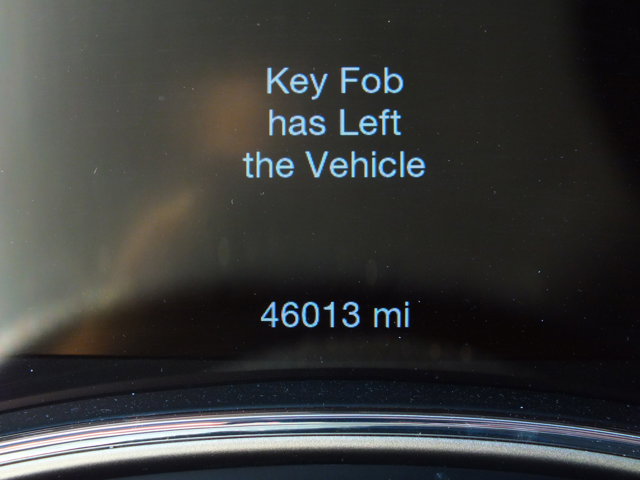 Key Fob
has Left
the Vehicle
46013 mi